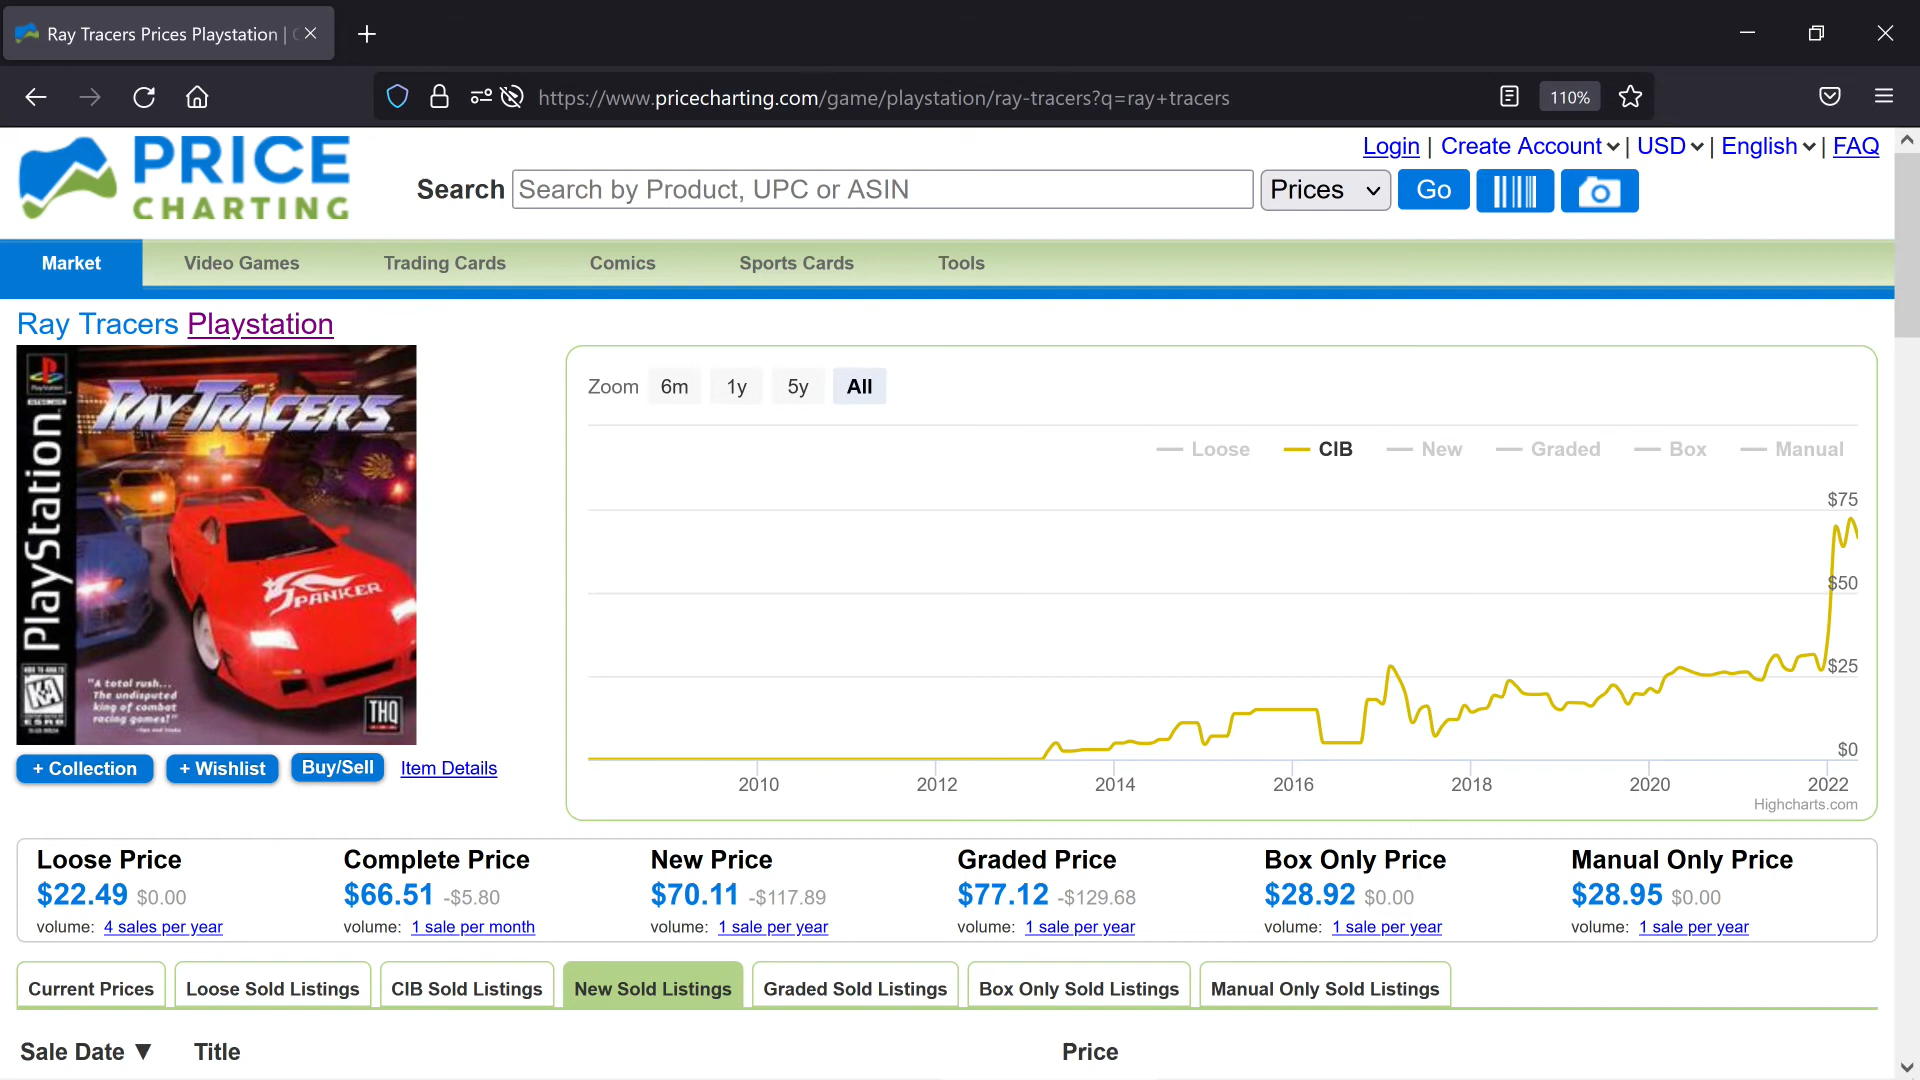 Ray Tracers Prices Playstation |
https://www.pricecharting.com/game/playstation/ray-tracers?q=ray+tracers
110%
PRICE
CHARTING
Login | Create Account | USD | English | FAQ
Search Search by Product, UPC or ASIN Prices Go
Market Video Games Trading Cards Comics Sports Cards Tools
Ray Tracers Playstation
PlayStation
PlayStation
RAY TRACERS
SPANKER
"A total rush...
The undisputed
king of combat
racing games!"
KA
THQ
Zoom 6m 1y 5y All
Loose CIB New Graded Box Manual
$75
$50
$25
$0
2010 2012 2014 2016 2018 2020 2022
Highcharts.com
+ Collection + Wishlist Buy/Sell Item Details
Loose Price Complete Price New Price Graded Price Box Only Price Manual Only Price
$22.49 $0.00 $66.51 -$5.80 $70.11 -$117.89 $77.12 -$129.68 $28.92 $0.00 $28.95 $0.00
volume: 4 sales per year volume: 1 sale per month volume: 1 sale per year volume: 1 sale per year volume: 1 sale per year volume: 1 sale per year
Current Prices Loose Sold Listings CIB Sold Listings New Sold Listings Graded Sold Listings Box Only Sold Listings Manual Only Sold Listings
Sale Date ▼ Title Price